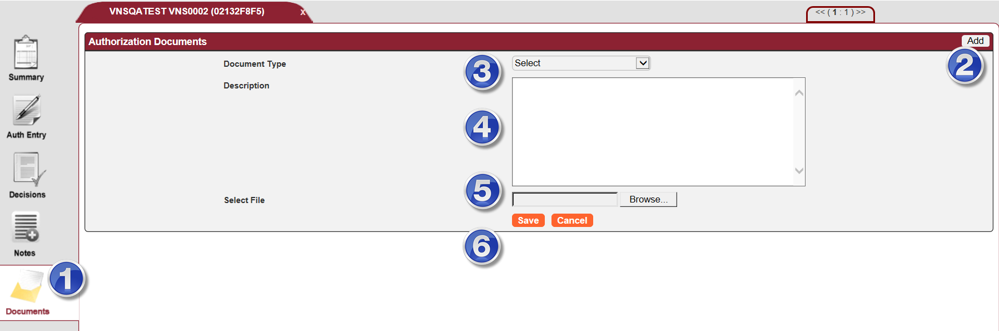 VNSQATEST VNS0002 (02132F8F5) x
<< ( 1 : 1 ) >>
Authorization Documents
Add
2
Document Type
3
Select
Description
4
5
Select File
Browse...
Save
Cancel
6
Summary
Auth Entry
Decisions
Notes
1
Documents